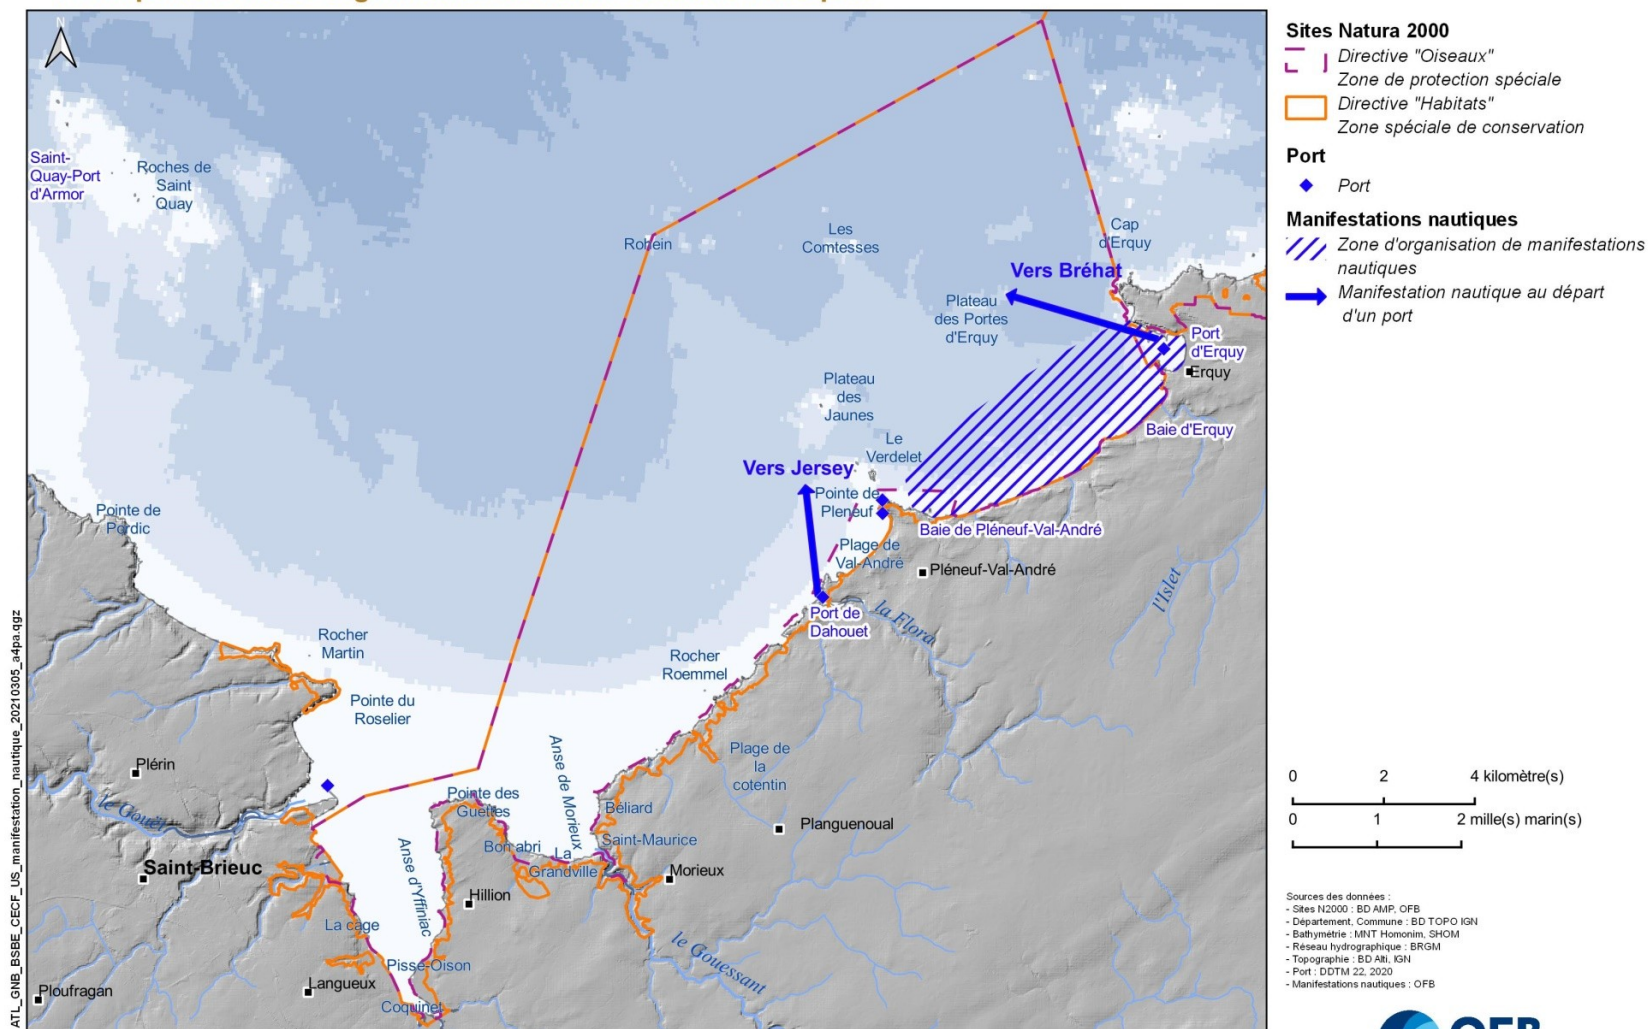 N
Saint-
Quay-Port
d'Armor
Roches de
Saint
Quay
Rohein
Les
Comtesses
Cap
d'Erquy
Vers Bréhat
Plateau
des Portes
d'Erquy
Port
d'Erquy
Erquy
Plateau
des
Jaunes
Baie d'Erquy
Le
Verdelet
Vers Jersey
Pointe de
Pleneuf
Baie de Pléneuf-Val-André
Pointe de
Pordic
Plage de
Val-André
Pléneuf-Val-André
l'Islet
Port de
Dahouet
la Flora
Rocher
Martin
Rocher
Roemmel
Pointe du
Roselier
Plérin
Anse de Morieux
Plage de
la
cotentin
le Gouët
Pointe des
Guettes
Béliard
Planguenoual
Saint-Maurice
Bon abri
La
Grandville
Saint-Brieuc
Morieux
Anse d'Yffiniac
Hillion
La cage
Pisse-Oison
le Gouessant
Langueux
Ploufragan
Coquinet
ATL_GNB_BSBE_CECF_US_manifestation_nautique_20210305_a4pa.qgz
Sites Natura 2000
Directive "Oiseaux"
Zone de protection spéciale
Directive "Habitats"
Zone spéciale de conservation
Port
Port
Manifestations nautiques
Zone d'organisation de manifestations
nautiques
Manifestation nautique au départ
d'un port
0 2 4 kilomètre(s)
0 1 2 mille(s) marin(s)
Sources des données :
- Sites N2000 : BD AMP, OFB
- Département, Commune : BD TOPO IGN
- Bathymétrie : MNT Homonim, SHOM
- Réseau hydrographique : BRGM
- Topographie : BD Alti, IGN
- Port : DDTM 22, 2020
- Manifestations nautiques : OFB
OFB